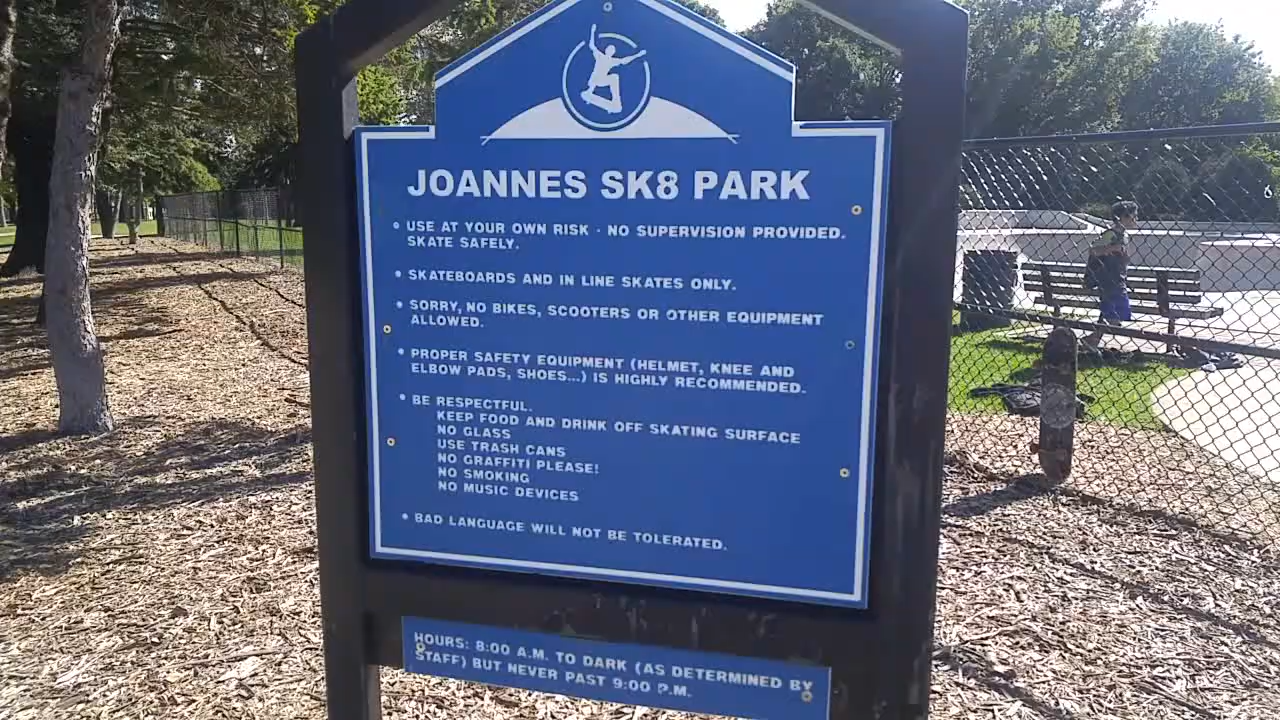 JOANNES SK8 PARK
• USE AT YOUR OWN RISK - NO SUPERVISION PROVIDED.
SKATE SAFELY.
• SKATEBOARDS AND IN LINE SKATES ONLY.
• SORRY, NO BIKES, SCOOTERS OR OTHER EQUIPMENT
ALLOWED.
• PROPER SAFETY EQUIPMENT (HELMET, KNEE AND
ELBOW PADS, SHOES...) IS HIGHLY RECOMMENDED.
• BE RESPECTFUL.
KEEP FOOD AND DRINK OFF SKATING SURFACE
NO GLASS
USE TRASH CANS
NO GRAFFITI PLEASE!
NO SMOKING
NO MUSIC DEVICES
• BAD LANGUAGE WILL NOT BE TOLERATED.
HOURS: 8:00 A.M. TO DARK (AS DETERMINED BY
STAFF) BUT NEVER PAST 9:00 P.M.